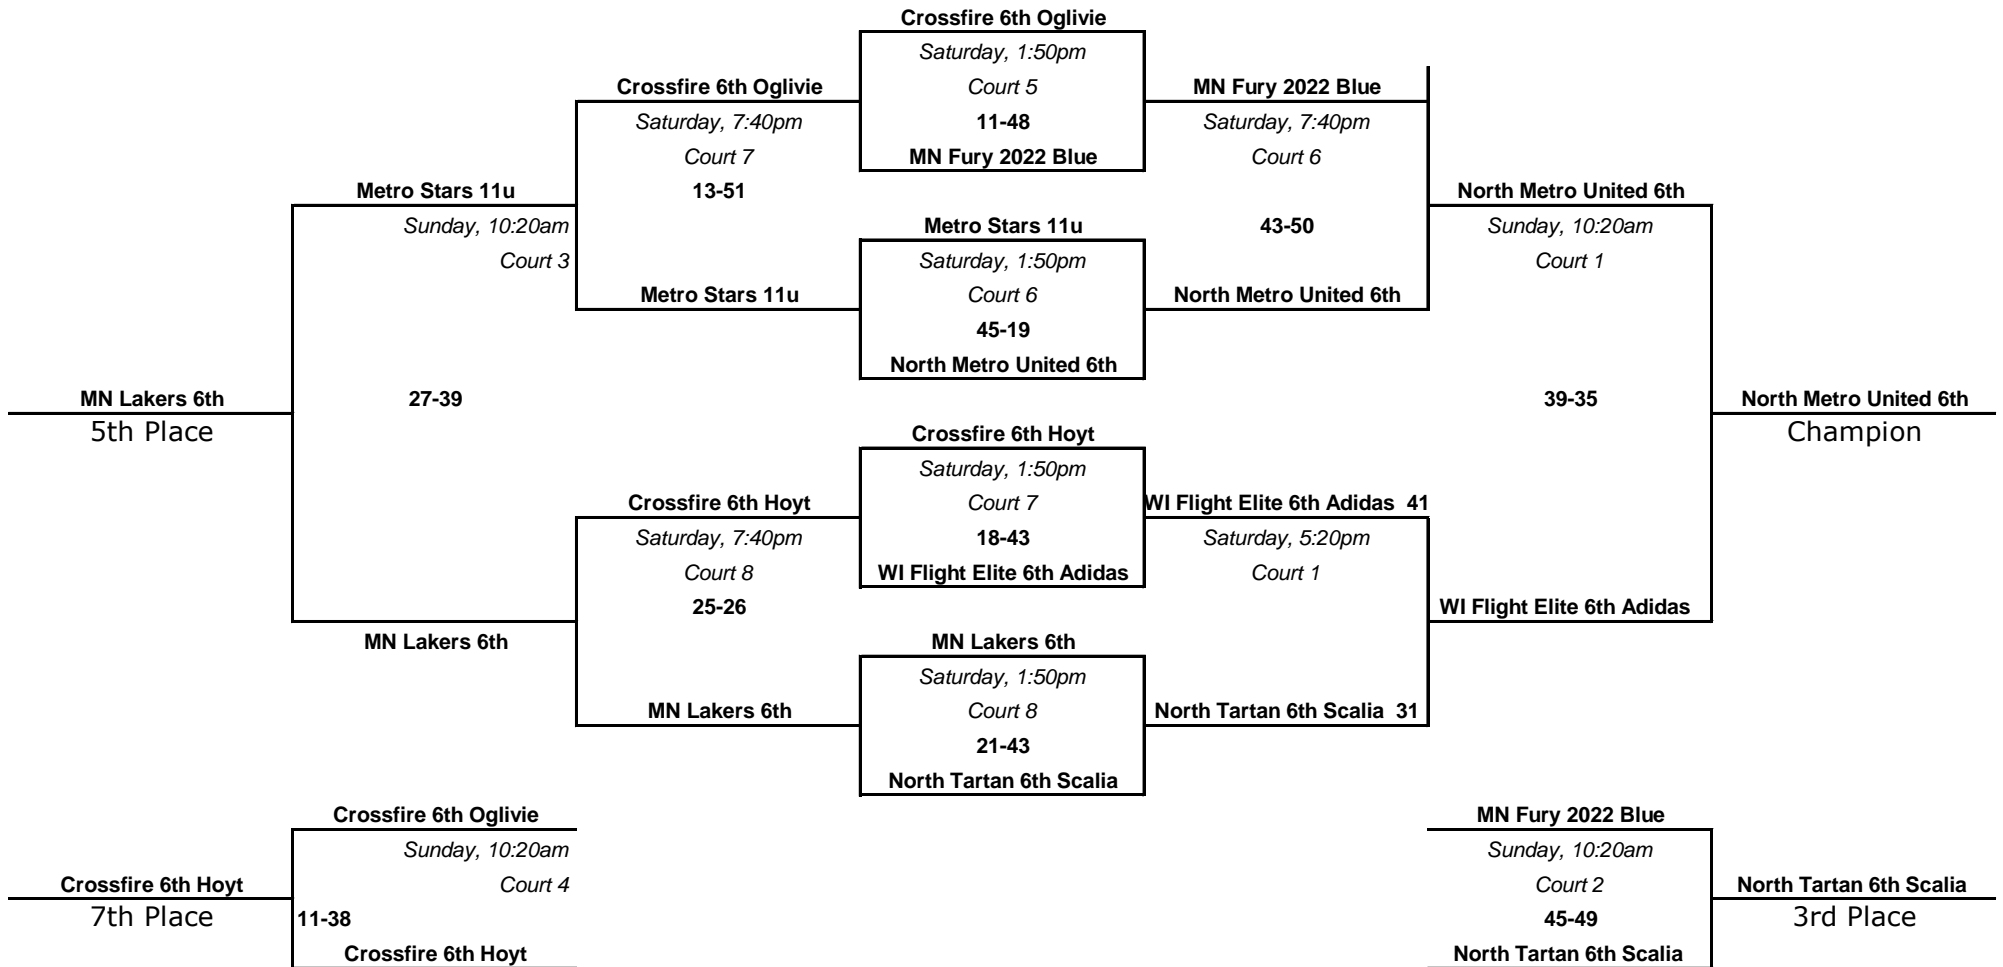 Crossfire 6th Oglivie
Saturday, 1:50pm
Crossfire 6th Oglivie
Court 5
MN Fury 2022 Blue
Saturday, 7:40pm
11-48
Saturday, 7:40pm
Court 7
MN Fury 2022 Blue
Court 6
Metro Stars 11u
13-51
North Metro United 6th
Sunday, 10:20am
Metro Stars 11u
43-50
Sunday, 10:20am
Court 3
Saturday, 1:50pm
Court 1
Metro Stars 11u
Court 6
North Metro United 6th
45-19
North Metro United 6th
MN Lakers 6th
27-39
39-35
North Metro United 6th
5th Place
Crossfire 6th Hoyt
Champion
Saturday, 1:50pm
Crossfire 6th Hoyt
Court 7
WI Flight Elite 6th Adidas 41
Saturday, 7:40pm
18-43
Saturday, 5:20pm
Court 8
WI Flight Elite 6th Adidas
Court 1
25-26
WI Flight Elite 6th Adidas
MN Lakers 6th
MN Lakers 6th
Saturday, 1:50pm
MN Lakers 6th
Court 8
North Tartan 6th Scalia 31
21-43
North Tartan 6th Scalia
Crossfire 6th Oglivie
MN Fury 2022 Blue
Sunday, 10:20am
Sunday, 10:20am
Crossfire 6th Hoyt
Court 4
Court 2
North Tartan 6th Scalia
7th Place
11-38
45-49
3rd Place
Crossfire 6th Hoyt
North Tartan 6th Scalia